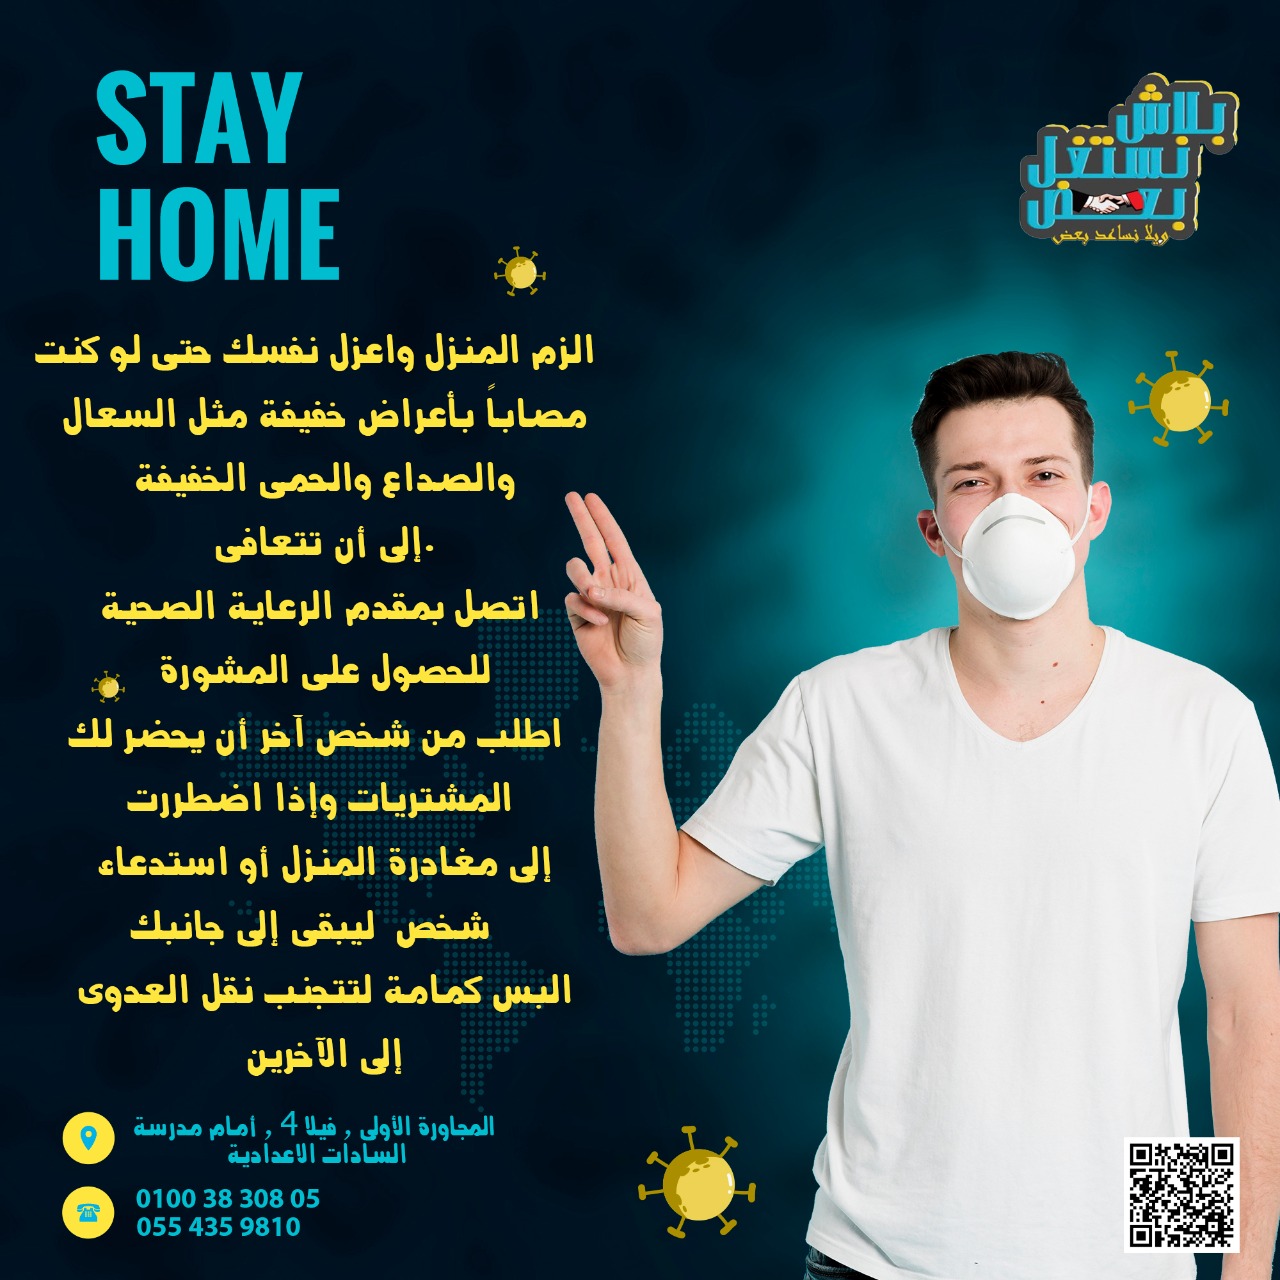 STAY
HOME
بلاش
نستغل
بعض
ويلا نساعد بعض
الزم المنزل واعزل نفسك حتى لو كنت
مصاباً بأعراض خفيفة مثل السعال
والصداع والحمى الخفيفة
.إلى أن تتعافى
اتصل بمقدم الرعاية الصحية
للحصول على المشورة
اطلب من شخص آخر أن يحضر لك
المشتريات وإذا اضطررت
إلى مغادرة المنزل أو استدعاء
شخص ليبقى إلى جانبك
البس كمامة لتتجنب نقل العدوى
إلى الآخرين
المجاورة الأولى , فيلا 4 , أمام مدرسة
السادات الاعدادية
0100 38 308 05
055 435 9810